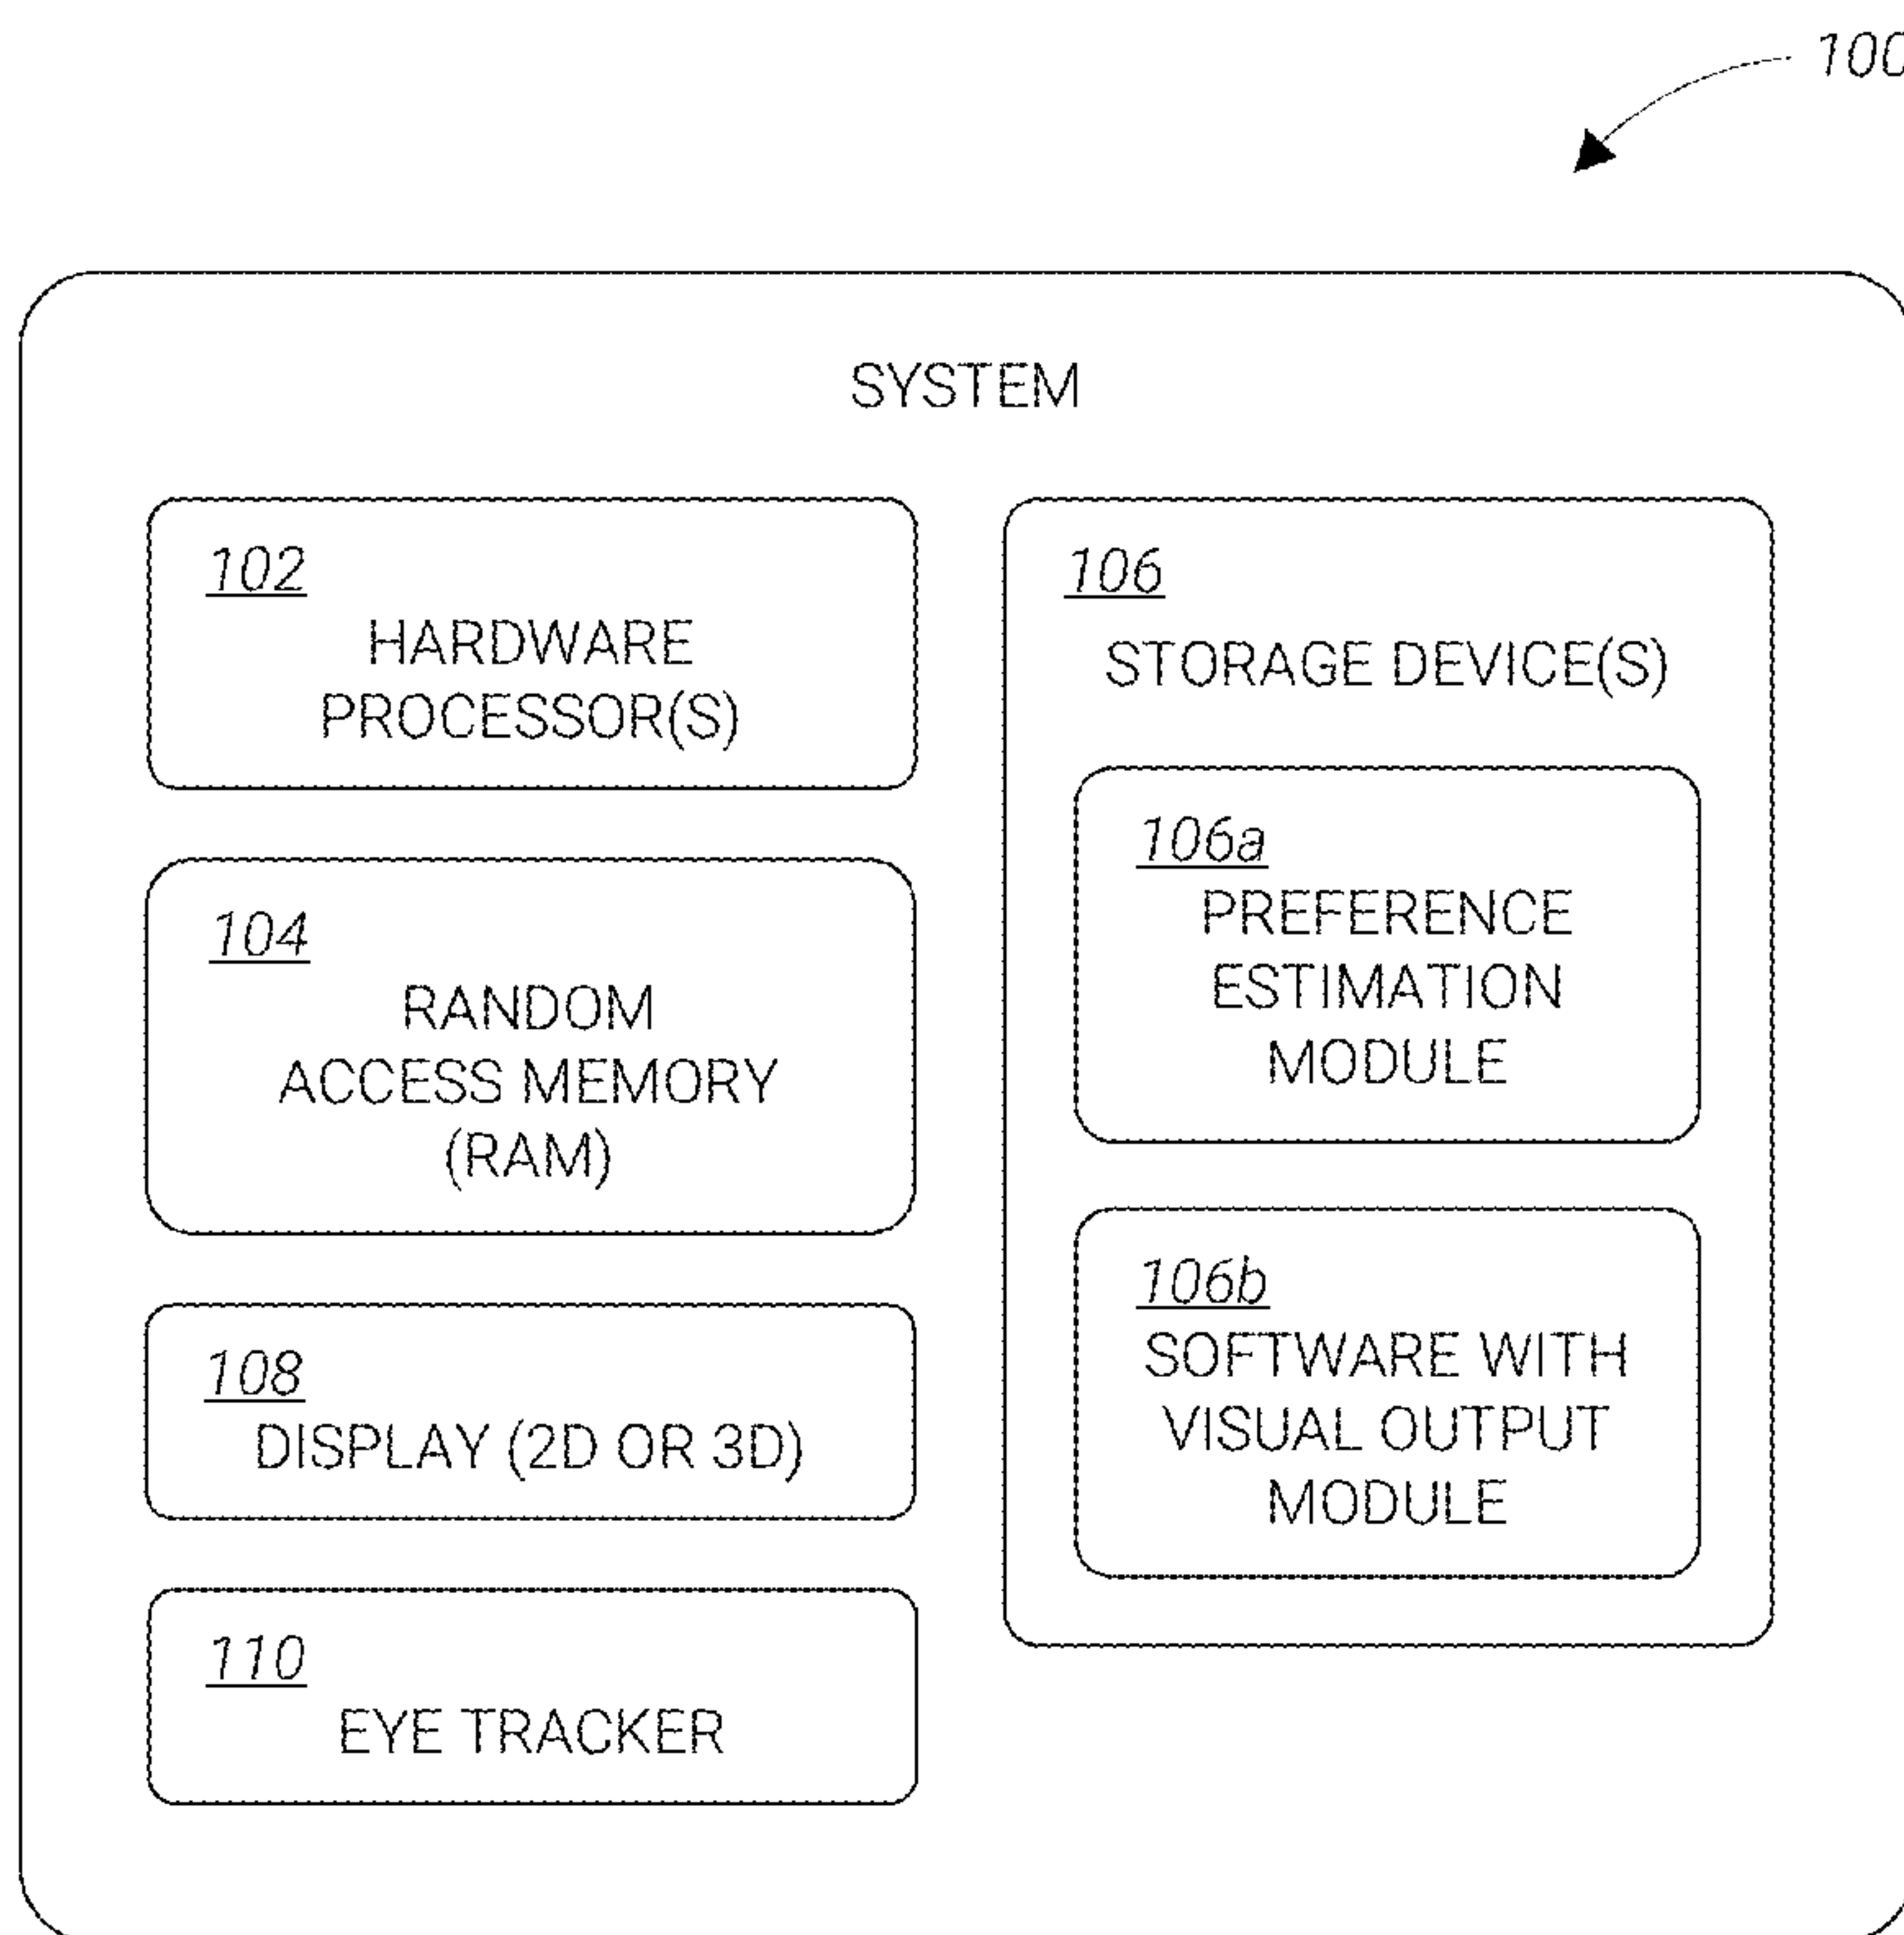 100
SYSTEM
102
HARDWARE
PROCESSOR(S)
104
RANDOM
ACCESS MEMORY
(RAM)
108
DISPLAY (2D OR 3D)
110
EYE TRACKER
106
STORAGE DEVICE(S)
106a
PREFERENCE
ESTIMATION
MODULE
106b
SOFTWARE WITH
VISUAL OUTPUT
MODULE